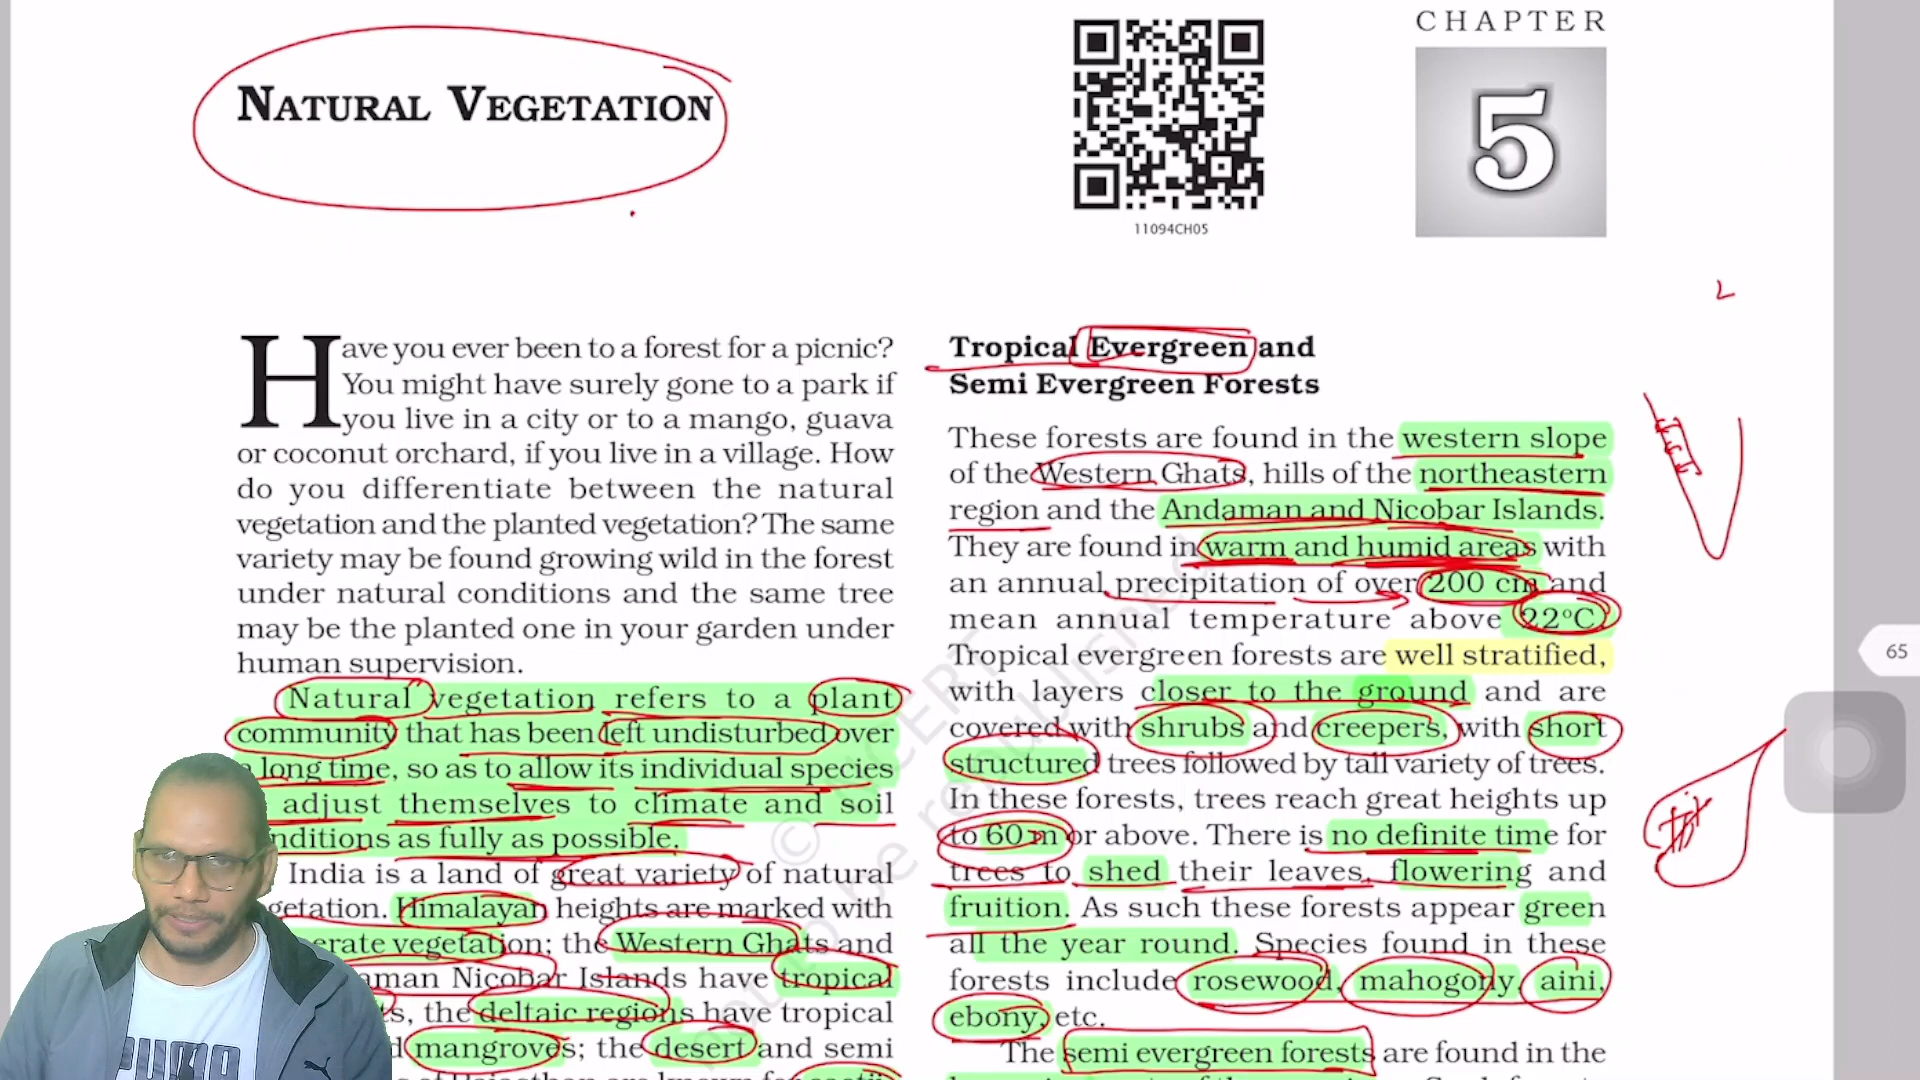 NATURAL VEGETATION
11094CH05
CHAPTER
5
Have you ever been to a forest for a picnic?
You might have surely gone to a park if
you live in a city or to a mango, guava
or coconut orchard, if you live in a village. How
do you differentiate between the natural
vegetation and the planted vegetation? The same
variety may be found growing wild in the forest
under natural conditions and the same tree
may be the planted one in your garden under
human supervision.
Natural vegetation refers to a plant
community that has been left undisturbed over
long time, so as to allow its individual species
adjust themselves to climate and soil
nditions as fully as possible.
India is a land of great variety of natural
getation. Himalayan heights are marked with
erate vegetation; the Western Ghats and
aman Nicobar Islands have tropical
s, the deltaic regions have tropical
d mangroves; the desert and semi
Tropical Evergreen and
Semi Evergreen Forests
These forests are found in the western slope
of the Western Ghats, hills of the northeastern
region and the Andaman and Nicobar Islands.
They are found in warm and humid areas with
an annual precipitation of over 200 cm and
mean annual temperature above 22°C.
Tropical evergreen forests are well stratified,
with layers closer to the ground and are
covered with shrubs and creepers, with short
structured trees followed by tall variety of trees.
In these forests, trees reach great heights up
to 60 m or above. There is no definite time for
trees to shed their leaves, flowering and
fruition. As such these forests appear green
all the year round. Species found in these
forests include rosewood, mahogony, aini,
ebony, etc.
The semi evergreen forests are found in the
65
PUMA